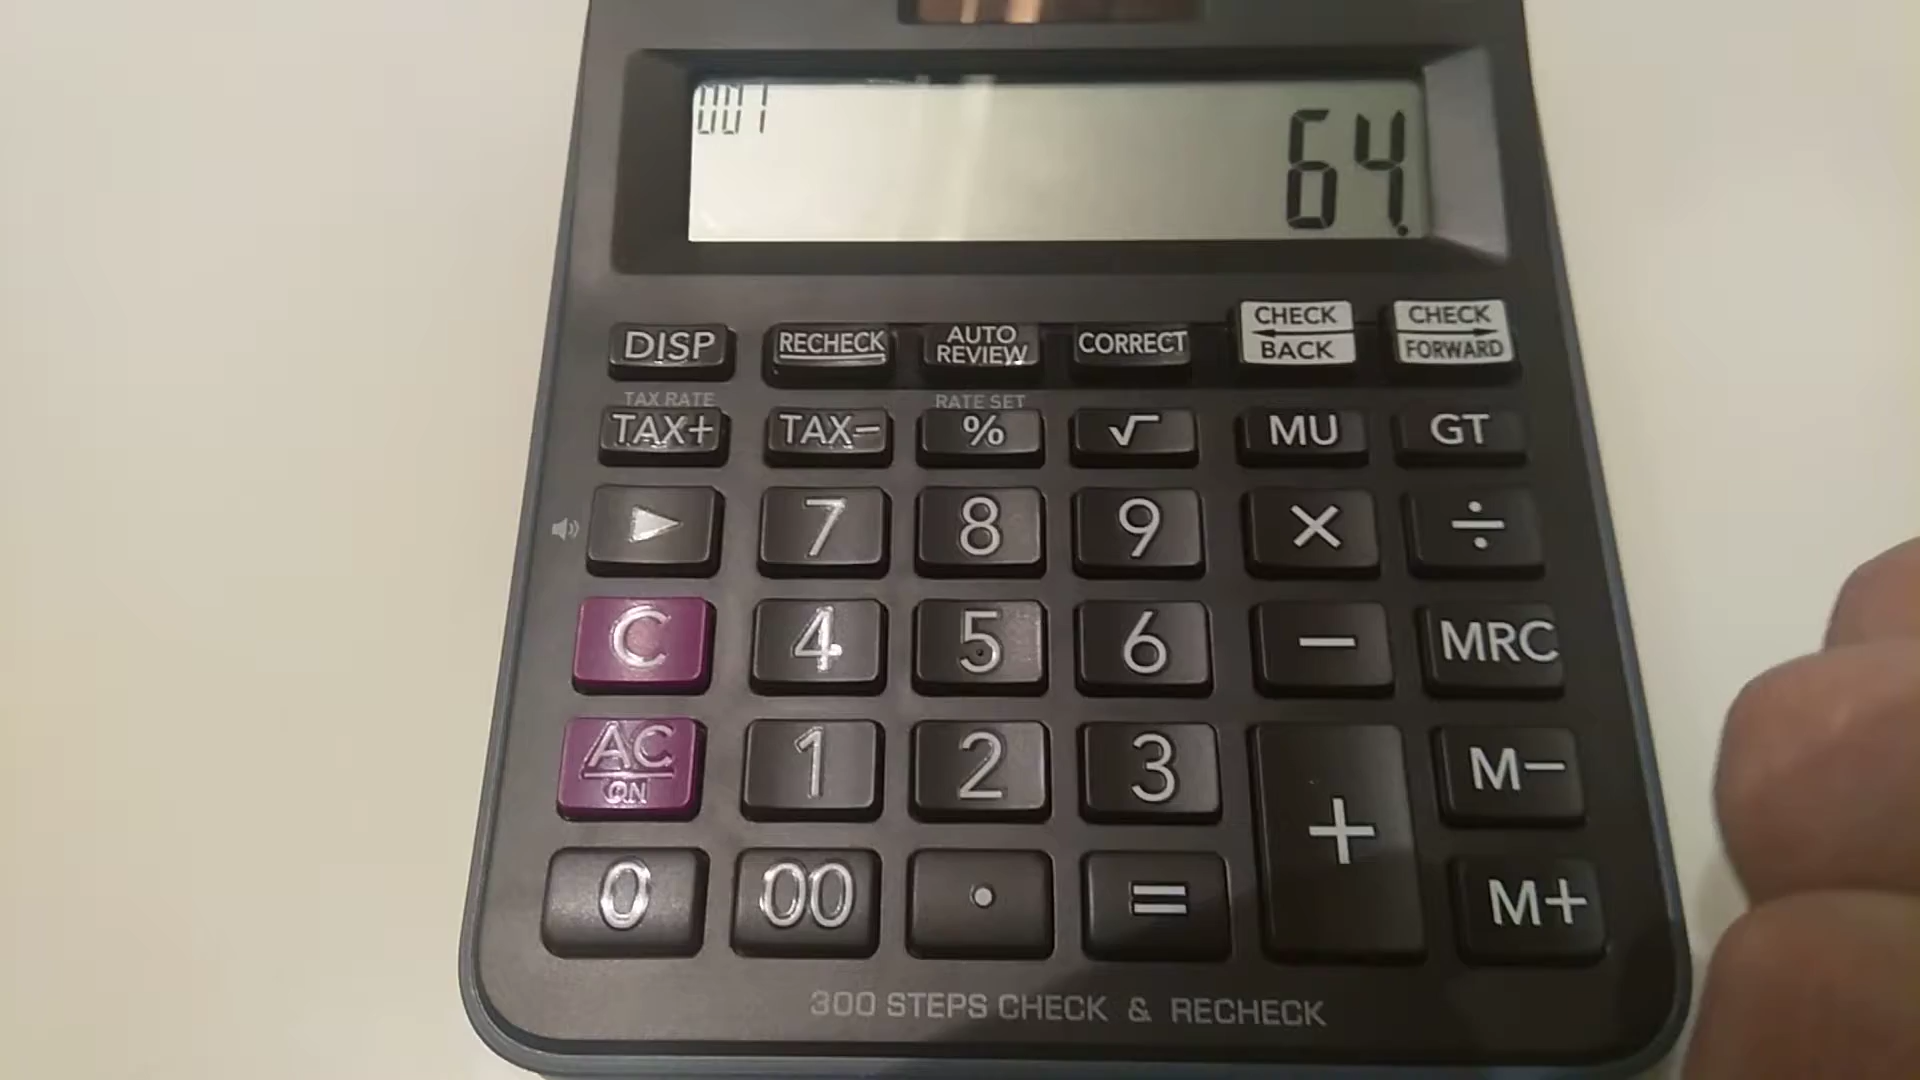 001
64.
DISP RECHECK AUTO REVIEW CORRECT CHECK BACK CHECK FORWARD
TAX RATE RATE SET
TAX+ TAX− % √ MU GT
▶ 7 8 9 × ÷
C 4 5 6 − MRC
AC ON 1 2 3 + M−
0 00 . = M+
300 STEPS CHECK & RECHECK